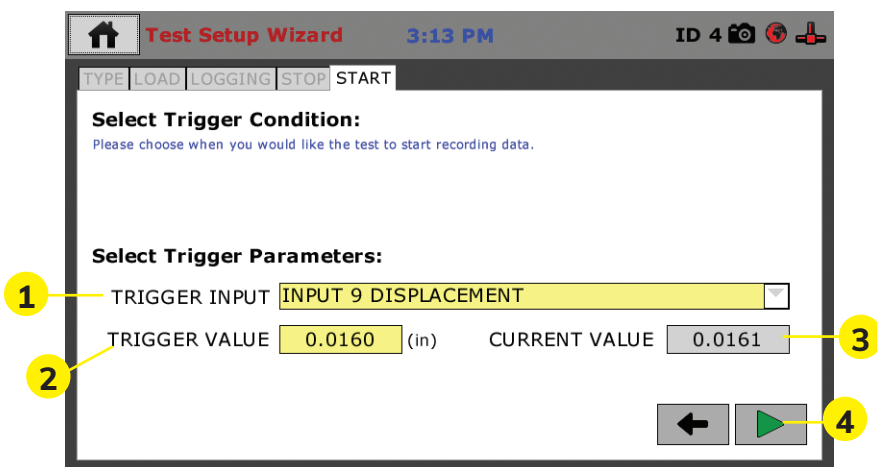 Test Setup Wizard 3:13 PM ID 4
TYPE LOAD LOGGING STOP START
Select Trigger Condition:
Please choose when you would like the test to start recording data.
Select Trigger Parameters:
1 TRIGGER INPUT INPUT 9 DISPLACEMENT
TRIGGER VALUE 0.0160 (in) CURRENT VALUE 0.0161 3
2
4